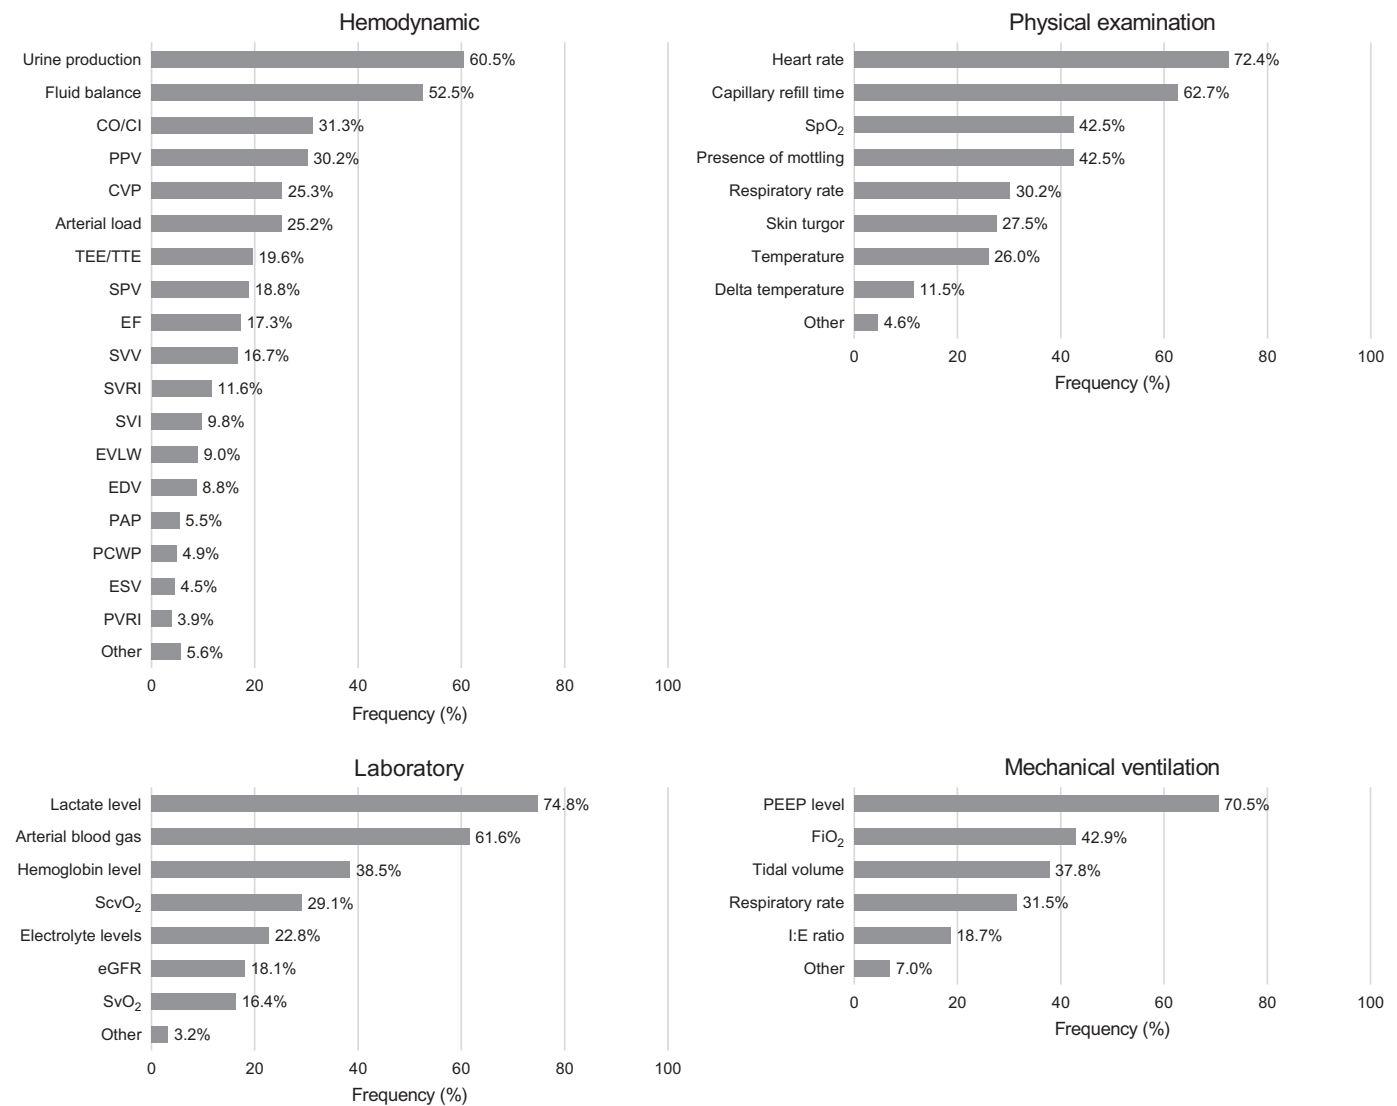 Hemodynamic
Urine production 60.5%
Fluid balance 52.5%
CO/CI 31.3%
PPV 30.2%
CVP 25.3%
Arterial load 25.2%
TEE/TTE 19.6%
SPV 18.8%
EF 17.3%
SVV 16.7%
SVRI 11.6%
SVI 9.8%
EVLW 9.0%
EDV 8.8%
PAP 5.5%
PCWP 4.9%
ESV 4.5%
PVRI 3.9%
Other 5.6%
0 20 40 60 80 100
Frequency (%)
Physical examination
Heart rate 72.4%
Capillary refill time 62.7%
SpO₂ 42.5%
Presence of mottling 42.5%
Respiratory rate 30.2%
Skin turgor 27.5%
Temperature 26.0%
Delta temperature 11.5%
Other 4.6%
0 20 40 60 80 100
Frequency (%)
Laboratory
Lactate level 74.8%
Arterial blood gas 61.6%
Hemoglobin level 38.5%
ScvO₂ 29.1%
Electrolyte levels 22.8%
eGFR 18.1%
SvO₂ 16.4%
Other 3.2%
0 20 40 60 80 100
Frequency (%)
Mechanical ventilation
PEEP level 70.5%
FiO₂ 42.9%
Tidal volume 37.8%
Respiratory rate 31.5%
I:E ratio 18.7%
Other 7.0%
0 20 40 60 80 100
Frequency (%)